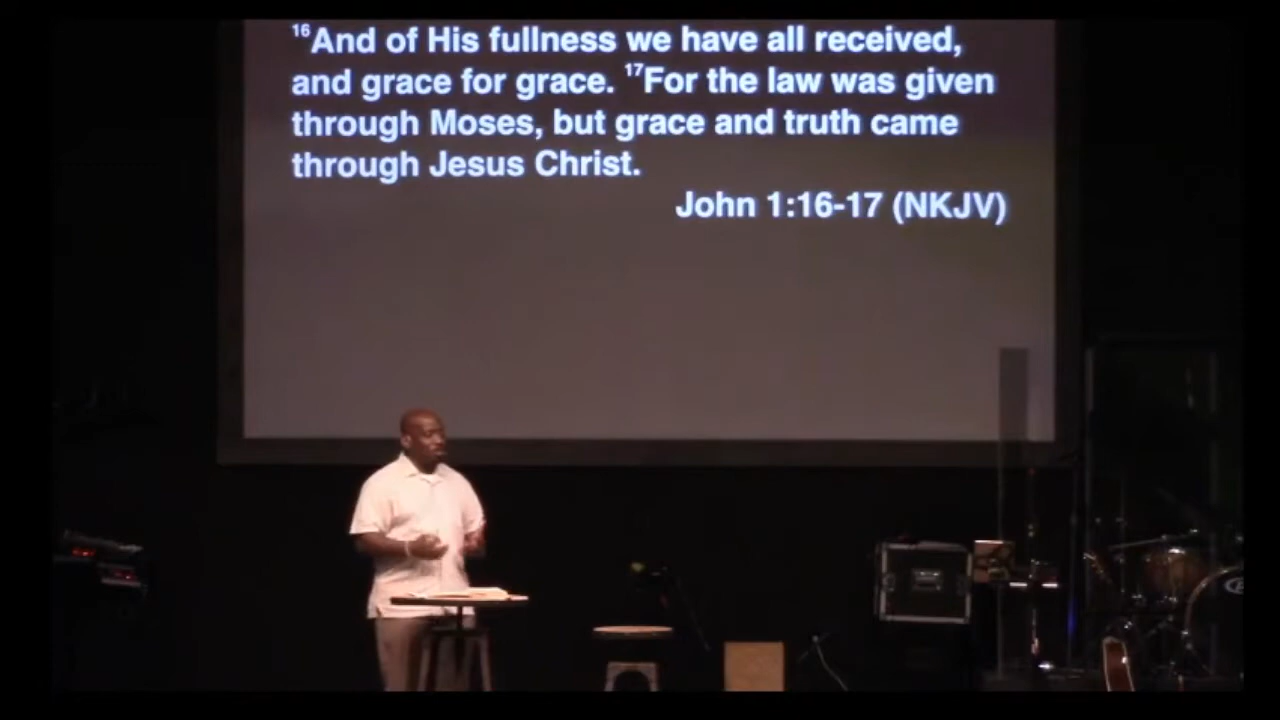 ¹⁶And of His fullness we have all received,
and grace for grace. ¹⁷For the law was given
through Moses, but grace and truth came
through Jesus Christ.
John 1:16-17 (NKJV)